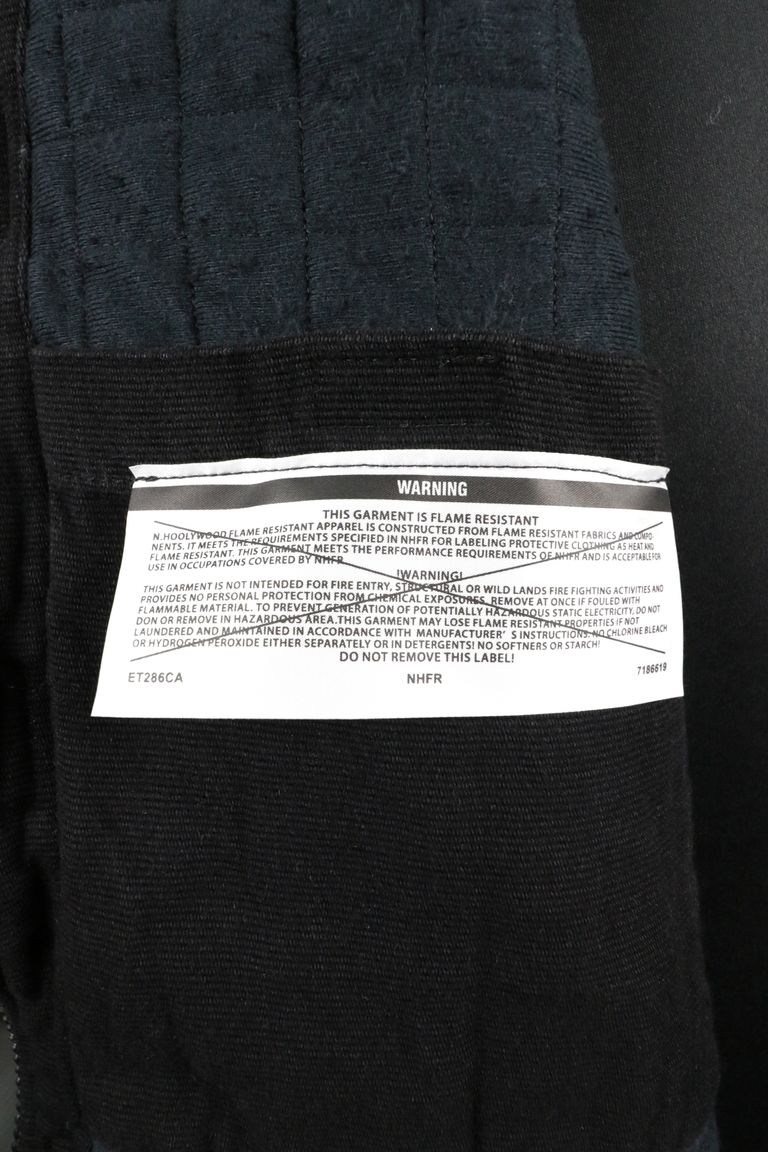 WARNING
THIS GARMENT IS FLAME RESISTANT
N.HOOLYWOOD FLAME RESISTANT APPAREL IS CONSTRUCTED FROM FLAME RESISTANT FABRICS AND COMPO-
NENTS. IT MEETS THE REQUIREMENTS SPECIFIED IN NHFR FOR LABELING PROTECTIVE CLOTHING AS HEAT AND
FLAME RESISTANT. THIS GARMENT MEETS THE PERFORMANCE REQUIREMENTS OF NHFR AND IS ACCEPTABLE FOR
USE IN OCCUPATIONS COVERED BY NHFR
!WARNING!
THIS GARMENT IS NOT INTENDED FOR FIRE ENTRY, STRUCTURAL OR WILD LANDS FIRE FIGHTING ACTIVITIES AND
PROVIDES NO PERSONAL PROTECTION FROM CHEMICAL EXPOSURES. REMOVE AT ONCE IF FOULED WITH
FLAMMABLE MATERIAL. TO PREVENT GENERATION OF POTENTIALLY HAZARDOUS STATIC ELECTRICITY, DO NOT
DON OR REMOVE IN HAZARDOUS AREA.THIS GARMENT MAY LOSE FLAME RESISTANT PROPERTIES IF NOT
LAUNDERED AND MAINTAINED IN ACCORDANCE WITH MANUFACTURER' S INSTRUCTIONS. NO CHLORINE BLEACH
OR HYDROGEN PEROXIDE EITHER SEPARATELY OR IN DETERGENTS! NO SOFTNERS OR STARCH!
DO NOT REMOVE THIS LABEL!
ET286CA NHFR 7186619